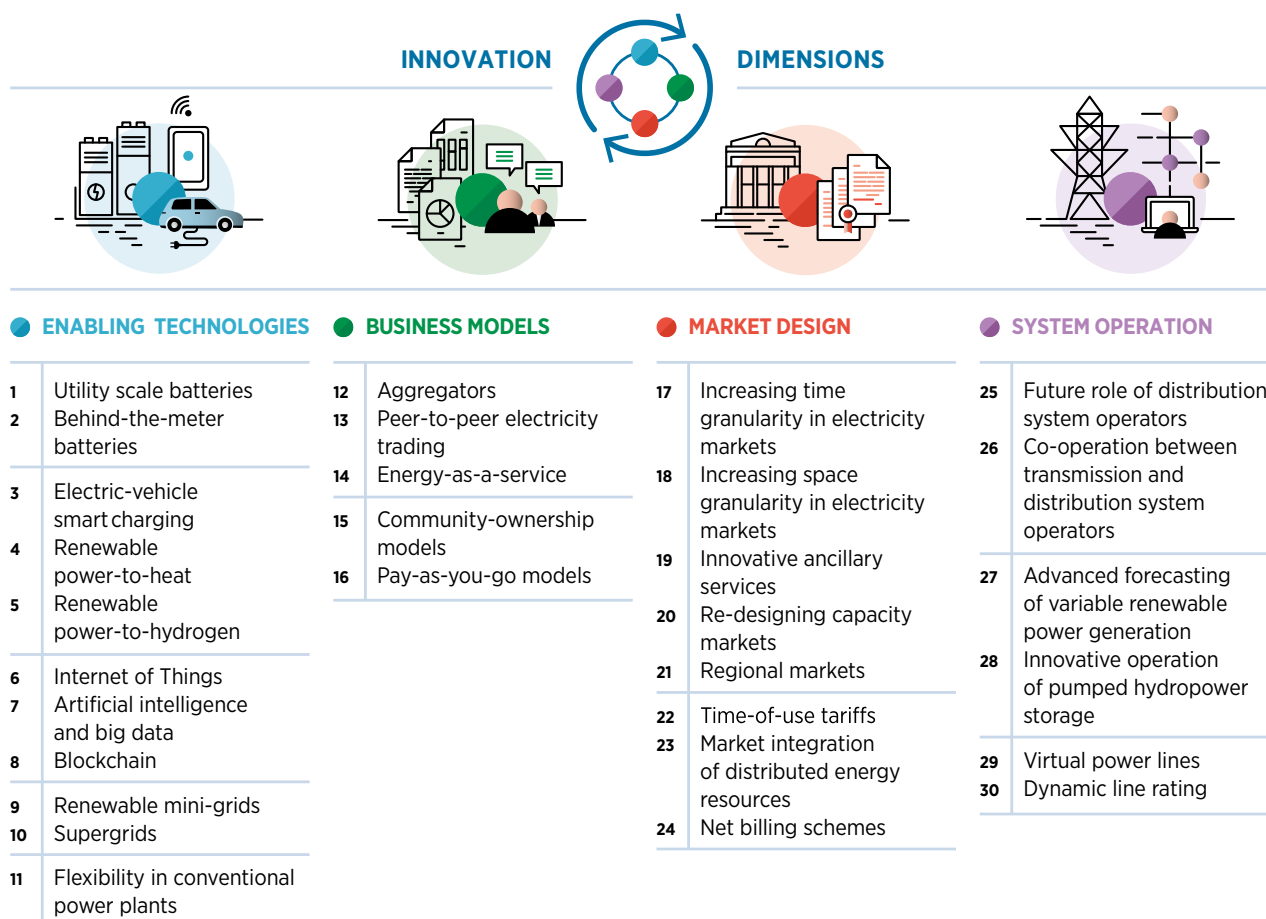 INNOVATION DIMENSIONS
ENABLING TECHNOLOGIES
1 Utility scale batteries
2 Behind-the-meter
batteries
3 Electric-vehicle
smart charging
4 Renewable
power-to-heat
5 Renewable
power-to-hydrogen
6 Internet of Things
7 Artificial intelligence
and big data
8 Blockchain
9 Renewable mini-grids
10 Supergrids
11 Flexibility in conventional
power plants
BUSINESS MODELS
12 Aggregators
13 Peer-to-peer electricity
trading
14 Energy-as-a-service
15 Community-ownership
models
16 Pay-as-you-go models
MARKET DESIGN
17 Increasing time
granularity in electricity
markets
18 Increasing space
granularity in electricity
markets
19 Innovative ancillary
services
20 Re-designing capacity
markets
21 Regional markets
22 Time-of-use tariffs
23 Market integration
of distributed energy
resources
24 Net billing schemes
SYSTEM OPERATION
25 Future role of distribution
system operators
26 Co-operation between
transmission and
distribution system
operators
27 Advanced forecasting
of variable renewable
power generation
28 Innovative operation
of pumped hydropower
storage
29 Virtual power lines
30 Dynamic line rating